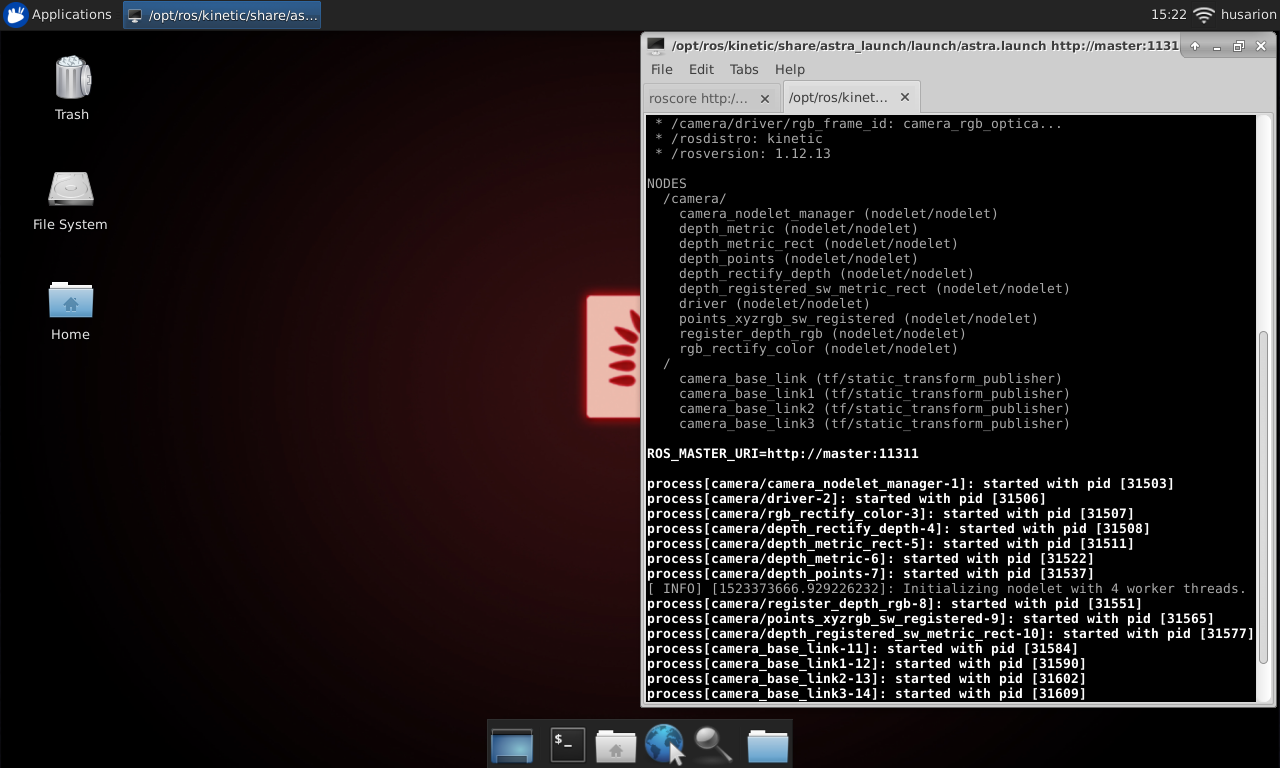 Applications
/opt/ros/kinetic/share/as...
15:22
husarion
Trash
File System
Home
/opt/ros/kinetic/share/astra_launch/launch/astra.launch http://master:1131
File Edit Tabs Help
roscore http:/...
/opt/ros/kinet...
* /camera/driver/rgb_frame_id: camera_rgb_optica...
* /rosdistro: kinetic
* /rosversion: 1.12.13
NODES
/camera/
camera_nodelet_manager (nodelet/nodelet)
depth_metric (nodelet/nodelet)
depth_metric_rect (nodelet/nodelet)
depth_points (nodelet/nodelet)
depth_rectify_depth (nodelet/nodelet)
depth_registered_sw_metric_rect (nodelet/nodelet)
driver (nodelet/nodelet)
points_xyzrgb_sw_registered (nodelet/nodelet)
register_depth_rgb (nodelet/nodelet)
rgb_rectify_color (nodelet/nodelet)
/
camera_base_link (tf/static_transform_publisher)
camera_base_link1 (tf/static_transform_publisher)
camera_base_link2 (tf/static_transform_publisher)
camera_base_link3 (tf/static_transform_publisher)
ROS_MASTER_URI=http://master:11311
process[camera/camera_nodelet_manager-1]: started with pid [31503]
process[camera/driver-2]: started with pid [31506]
process[camera/rgb_rectify_color-3]: started with pid [31507]
process[camera/depth_rectify_depth-4]: started with pid [31508]
process[camera/depth_metric_rect-5]: started with pid [31511]
process[camera/depth_metric-6]: started with pid [31522]
process[camera/depth_points-7]: started with pid [31537]
[ INFO] [1523373666.929226232]: Initializing nodelet with 4 worker threads.
process[camera/register_depth_rgb-8]: started with pid [31551]
process[camera/points_xyzrgb_sw_registered-9]: started with pid [31565]
process[camera/depth_registered_sw_metric_rect-10]: started with pid [31577]
process[camera_base_link-11]: started with pid [31584]
process[camera_base_link1-12]: started with pid [31590]
process[camera_base_link2-13]: started with pid [31602]
process[camera_base_link3-14]: started with pid [31609]
$_